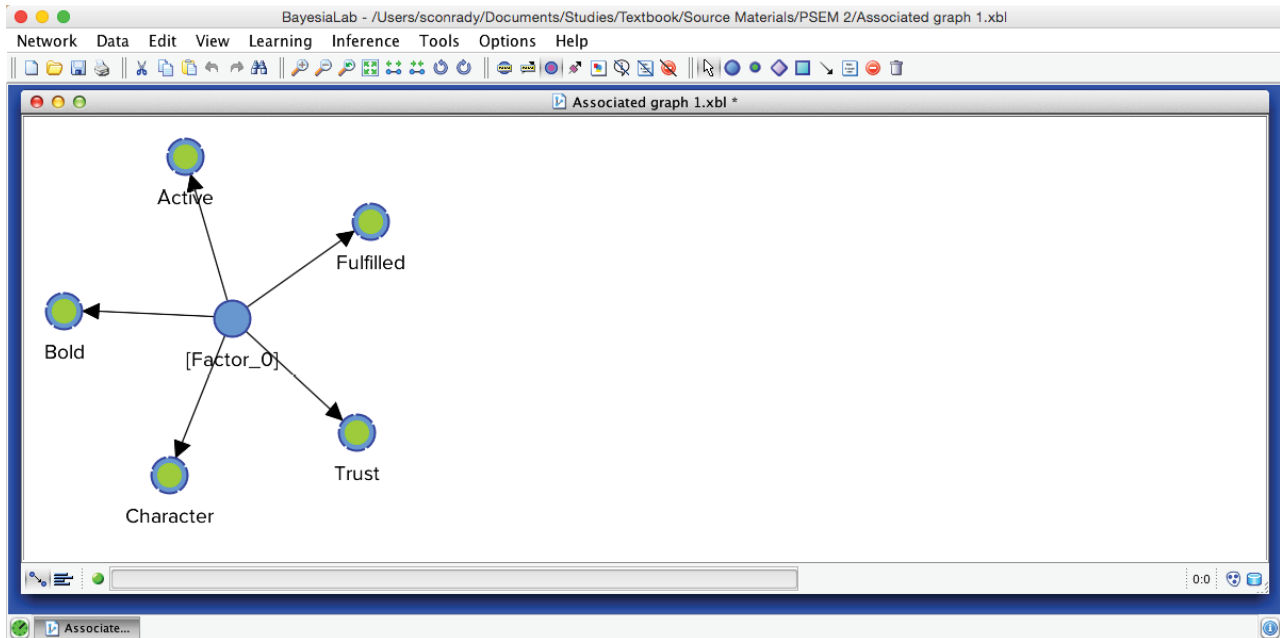 BayesiaLab - /Users/sconrady/Documents/Studies/Textbook/Source Materials/PSEM 2/Associated graph 1.xbl
Network Data Edit View Learning Inference Tools Options Help
Associated graph 1.xbl *
Active
Fulfilled
Bold
[Factor_0]
Trust
Character
0:0
Associate...